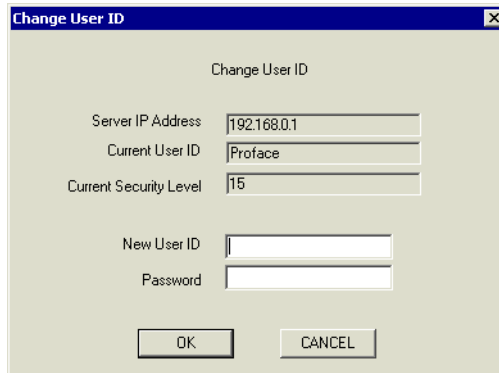 Change User ID
Change User ID
Server IP Address 192.168.0.1
Current User ID Proface
Current Security Level 15
New User ID
Password
OK CANCEL